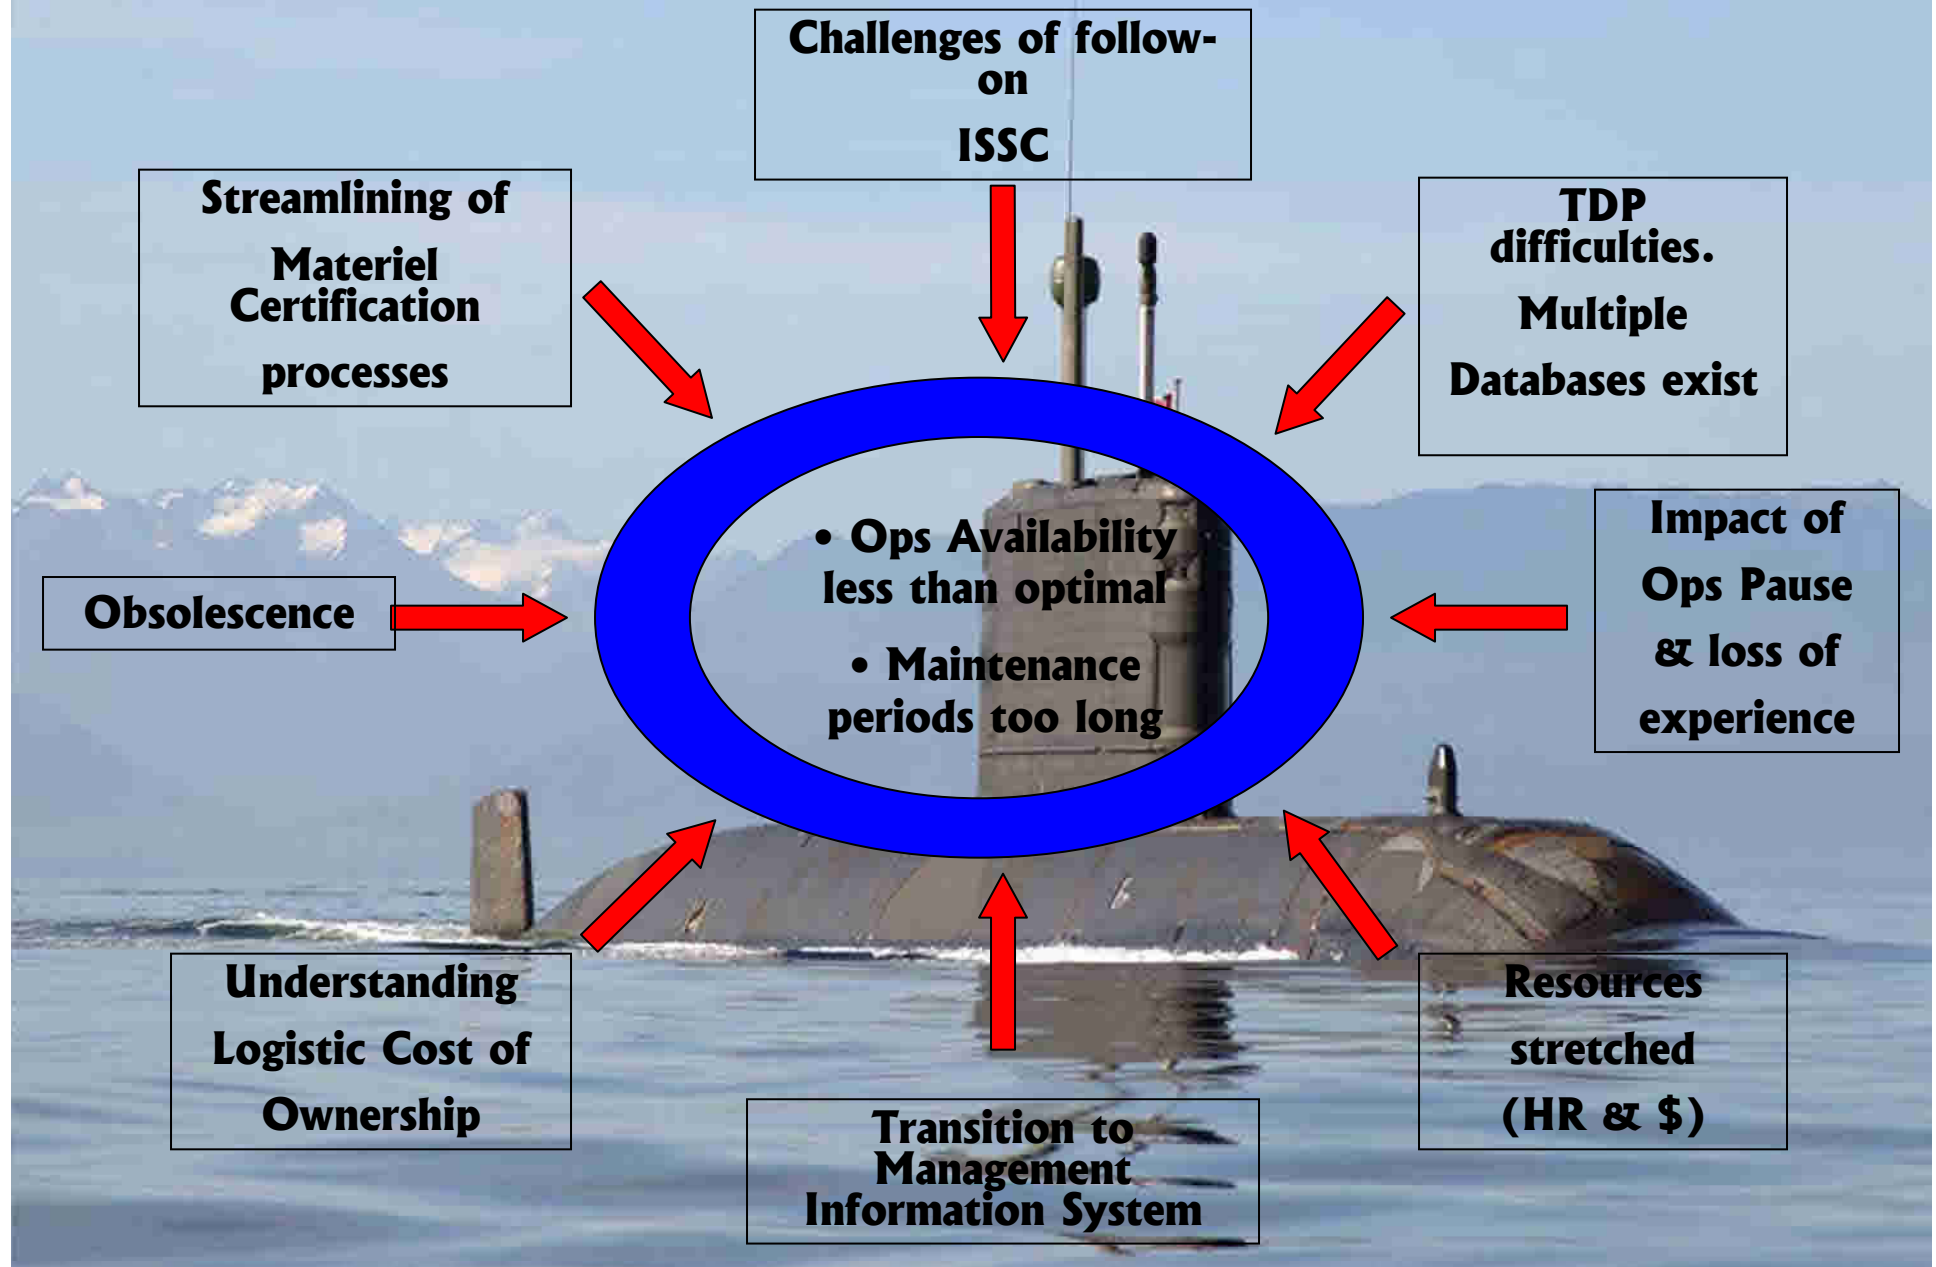 Challenges of follow-
on
ISSC
Streamlining of
Materiel
Certification
processes
TDP
difficulties.
Multiple
Databases exist
• Ops Availability
less than optimal
• Maintenance
periods too long
Obsolescence
Impact of
Ops Pause
& loss of
experience
Understanding
Logistic Cost of
Ownership
Transition to
Management
Information System
Resources
stretched
(HR & $)